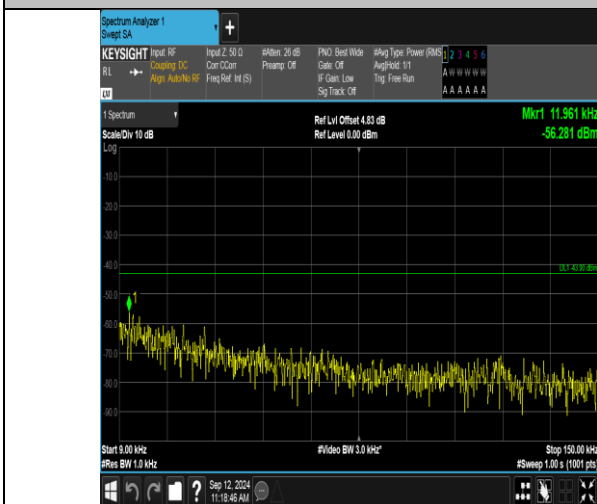 Spectrum Analyzer 1
Swept SA
+
KEYSIGHT Input: RF Input Z: 50 Ω #Atten: 26 dB PNO: Best Wide #Avg Type: Power (RMS 1 2 3 4 5 6
RL Coupling: DC Corr CCorr Preamp: Off Gate: Off Avg|Hold: 1/1 A W W W W W
Align: Auto/No RF Freq Ref: Int (S) IF Gain: Low Trig: Free Run
Sig Track: Off A A A A A A
1 Spectrum Ref Lvl Offset 4.83 dB Mkr1 11.961 kHz
Scale/Div 10 dB Ref Level 0.00 dBm -56.281 dBm
Log
-10.0
-20.0
-30.0
-40.0
DL1 -43.00 dBm
-50.0
1
-60.0
-70.0
-80.0
-90.0
Start 9.00 kHz #Video BW 3.0 kHz* Stop 150.00 kHz
#Res BW 1.0 kHz #Sweep 1.00 s (1001 pts)
? Sep 12, 2024
11:18:46 AM